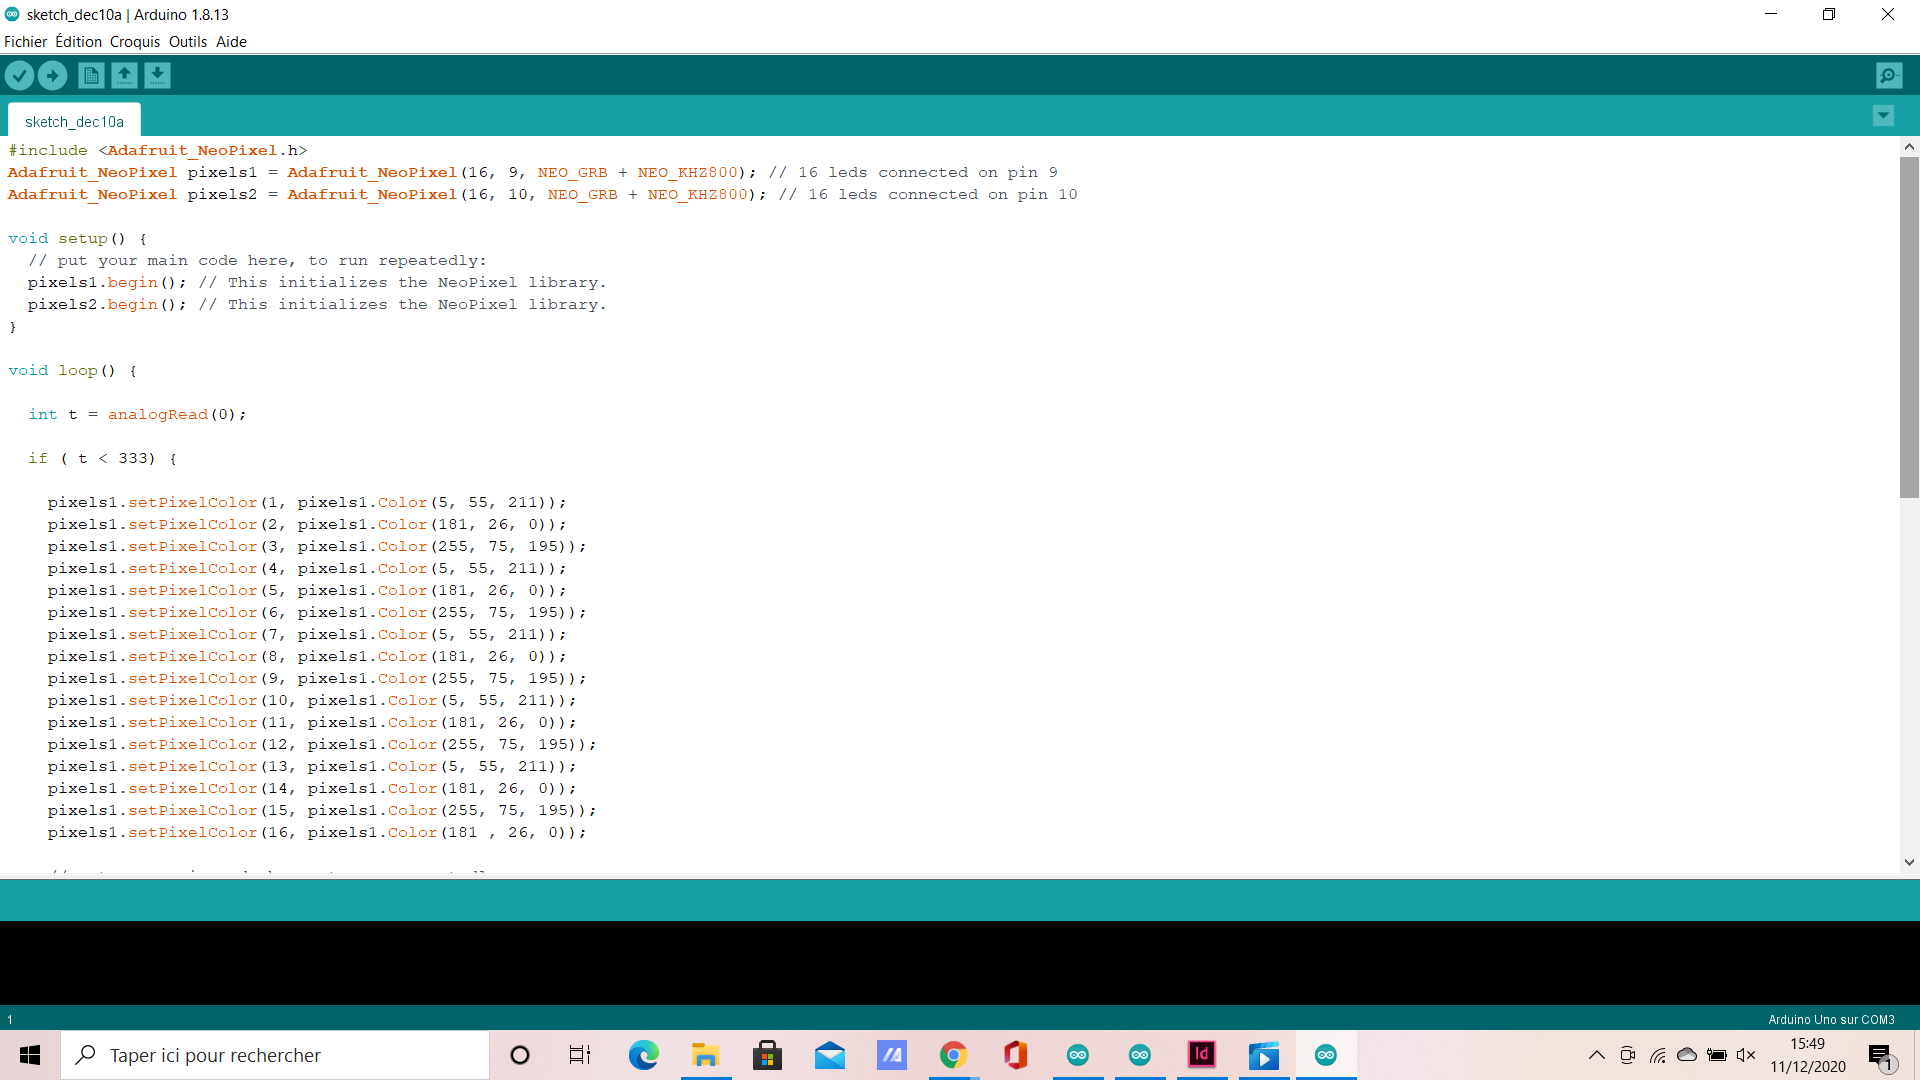 sketch_dec10a | Arduino 1.8.13
Fichier Édition Croquis Outils Aide
sketch_dec10a
#include <Adafruit_NeoPixel.h>
Adafruit_NeoPixel pixels1 = Adafruit_NeoPixel(16, 9, NEO_GRB + NEO_KHZ800); // 16 leds connected on pin 9
Adafruit_NeoPixel pixels2 = Adafruit_NeoPixel(16, 10, NEO_GRB + NEO_KHZ800); // 16 leds connected on pin 10
void setup() {
// put your main code here, to run repeatedly:
pixels1.begin(); // This initializes the NeoPixel library.
pixels2.begin(); // This initializes the NeoPixel library.
}
void loop() {
int t = analogRead(0);
if ( t < 333) {
pixels1.setPixelColor(1, pixels1.Color(5, 55, 211));
pixels1.setPixelColor(2, pixels1.Color(181, 26, 0));
pixels1.setPixelColor(3, pixels1.Color(255, 75, 195));
pixels1.setPixelColor(4, pixels1.Color(5, 55, 211));
pixels1.setPixelColor(5, pixels1.Color(181, 26, 0));
pixels1.setPixelColor(6, pixels1.Color(255, 75, 195));
pixels1.setPixelColor(7, pixels1.Color(5, 55, 211));
pixels1.setPixelColor(8, pixels1.Color(181, 26, 0));
pixels1.setPixelColor(9, pixels1.Color(255, 75, 195));
pixels1.setPixelColor(10, pixels1.Color(5, 55, 211));
pixels1.setPixelColor(11, pixels1.Color(181, 26, 0));
pixels1.setPixelColor(12, pixels1.Color(255, 75, 195));
pixels1.setPixelColor(13, pixels1.Color(5, 55, 211));
pixels1.setPixelColor(14, pixels1.Color(181, 26, 0));
pixels1.setPixelColor(15, pixels1.Color(255, 75, 195));
pixels1.setPixelColor(16, pixels1.Color(181 , 26, 0));
1
Arduino Uno sur COM3
Taper ici pour rechercher
Id
15:49
11/12/2020
1